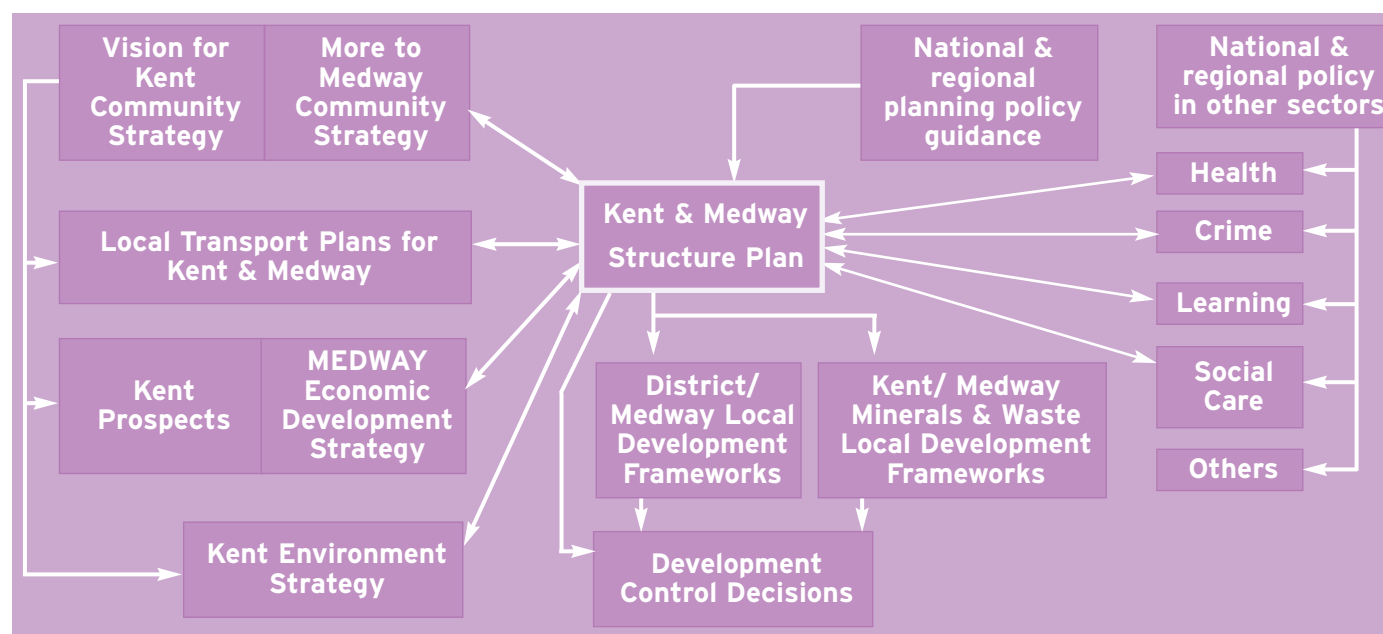 Vision for
Kent
Community
Strategy
More to
Medway
Community
Strategy
National &
regional
planning policy
guidance
National &
regional policy
in other sectors
Health
Kent & Medway
Structure Plan
Crime
Local Transport Plans for
Kent & Medway
Learning
Kent
Prospects
MEDWAY
Economic
Development
Strategy
District/
Medway Local
Development
Frameworks
Kent/ Medway
Minerals & Waste
Local Development
Frameworks
Social
Care
Others
Kent Environment
Strategy
Development
Control Decisions